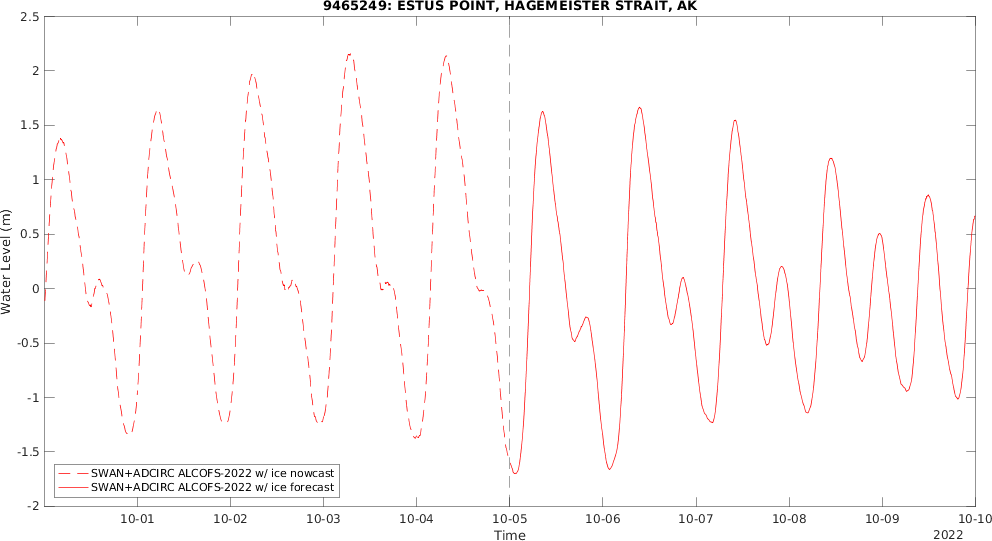 9465249: ESTUS POINT, HAGEMEISTER STRAIT, AK
2.5
2
1.5
1
0.5
0
-0.5
-1
-1.5
-2
Water Level (m)
SWAN+ADCIRC ALCOFS-2022 w/ ice nowcast
SWAN+ADCIRC ALCOFS-2022 w/ ice forecast
10-01 10-02 10-03 10-04 10-05 10-06 10-07 10-08 10-09 10-10
Time
2022